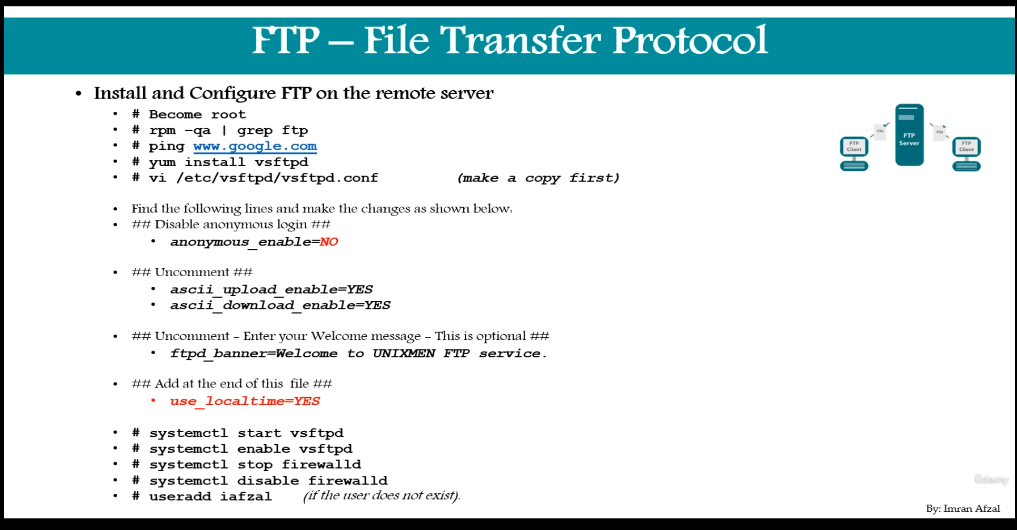 FTP – File Transfer Protocol
• Install and Configure FTP on the remote server
• # Become root
• # rpm –qa | grep ftp
• # ping www.google.com
• # yum install vsftpd
• # vi /etc/vsftpd/vsftpd.conf (make a copy first)
• Find the following lines and make the changes as shown below:
• ## Disable anonymous login ##
• anonymous_enable=NO
• ## Uncomment ##
• ascii_upload_enable=YES
• ascii_download_enable=YES
• ## Uncomment – Enter your Welcome message – This is optional ##
• ftpd_banner=Welcome to UNIXMEN FTP service.
• ## Add at the end of this file ##
• use_localtime=YES
• # systemctl start vsftpd
• # systemctl enable vsftpd
• # systemctl stop firewalld
• # systemctl disable firewalld
• # useradd iafzal (if the user does not exist).
FTP Server
File
File
FTP Client
FTP Client
Udemy
By: Imran Afzal